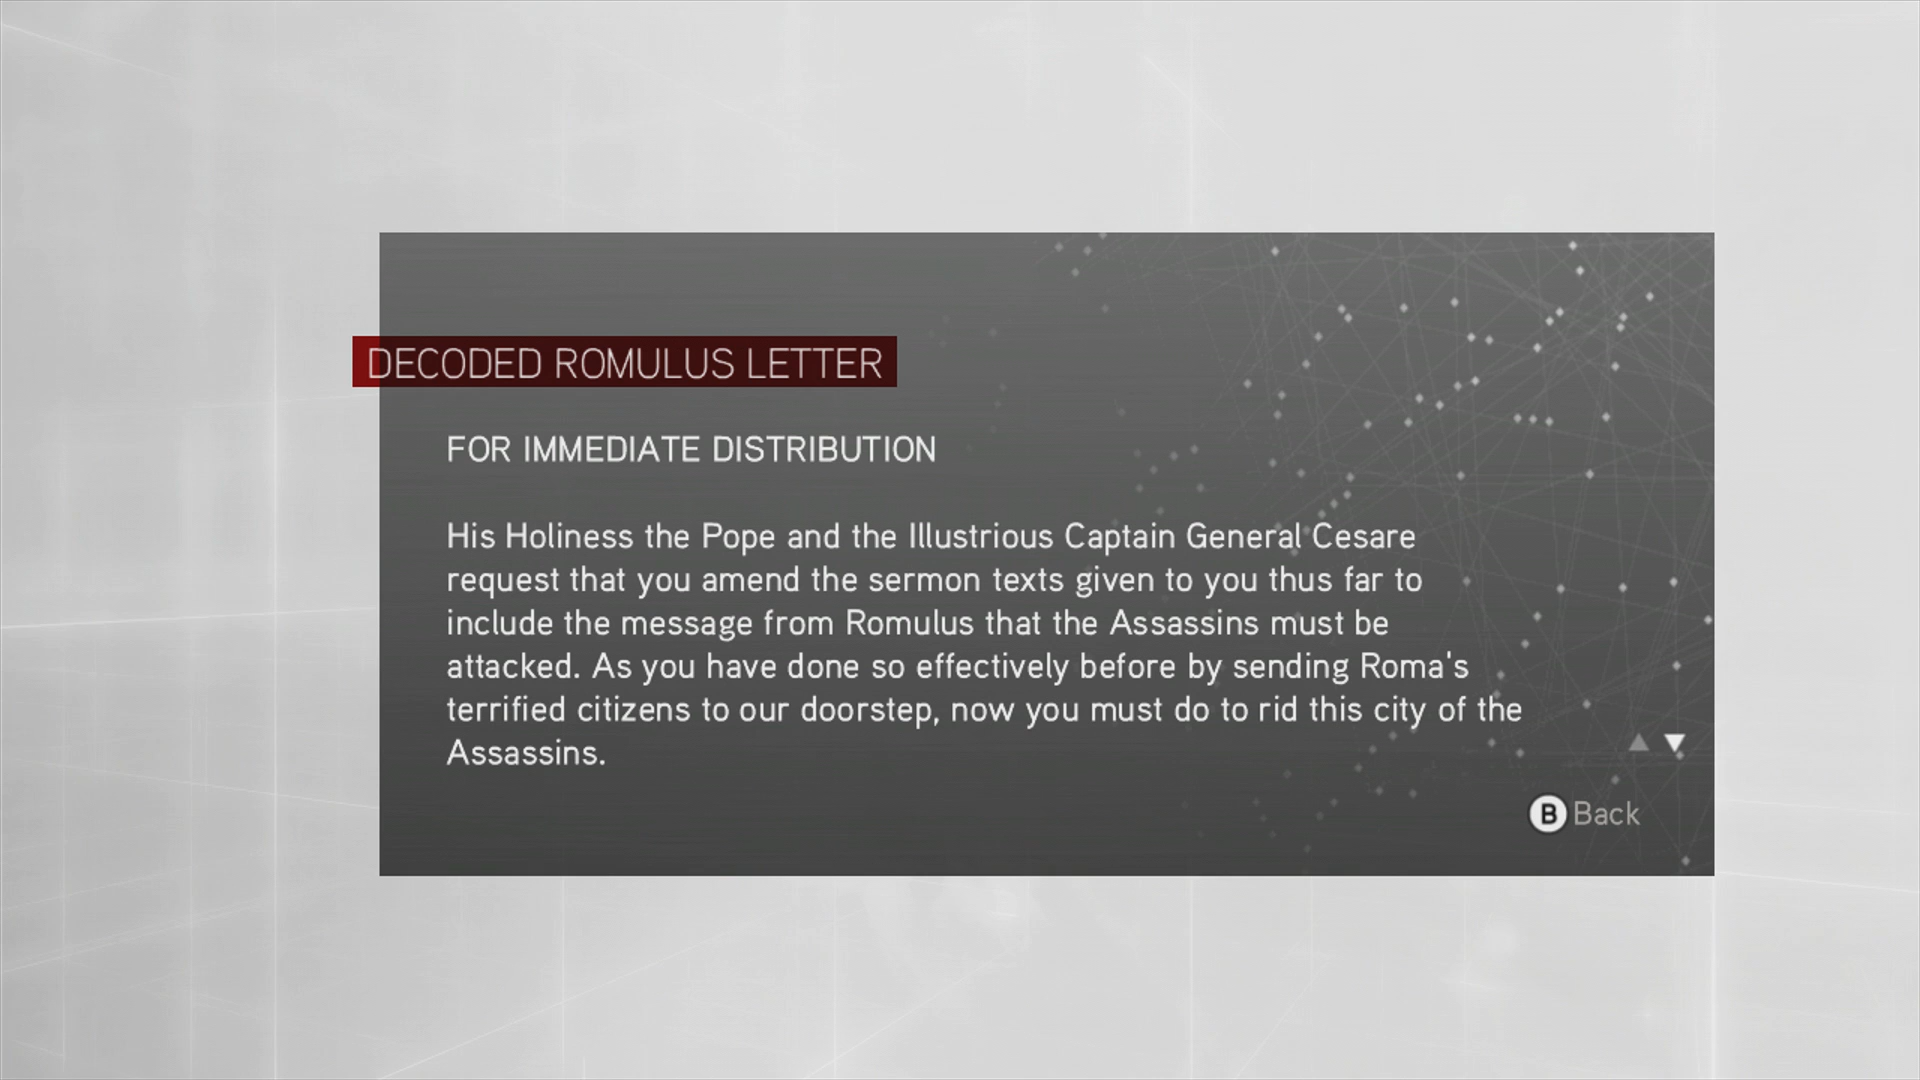 DECODED ROMULUS LETTER
FOR IMMEDIATE DISTRIBUTION
His Holiness the Pope and the Illustrious Captain General Cesare
request that you amend the sermon texts given to you thus far to
include the message from Romulus that the Assassins must be
attacked. As you have done so effectively before by sending Roma's
terrified citizens to our doorstep, now you must do to rid this city of the
Assassins.
B Back